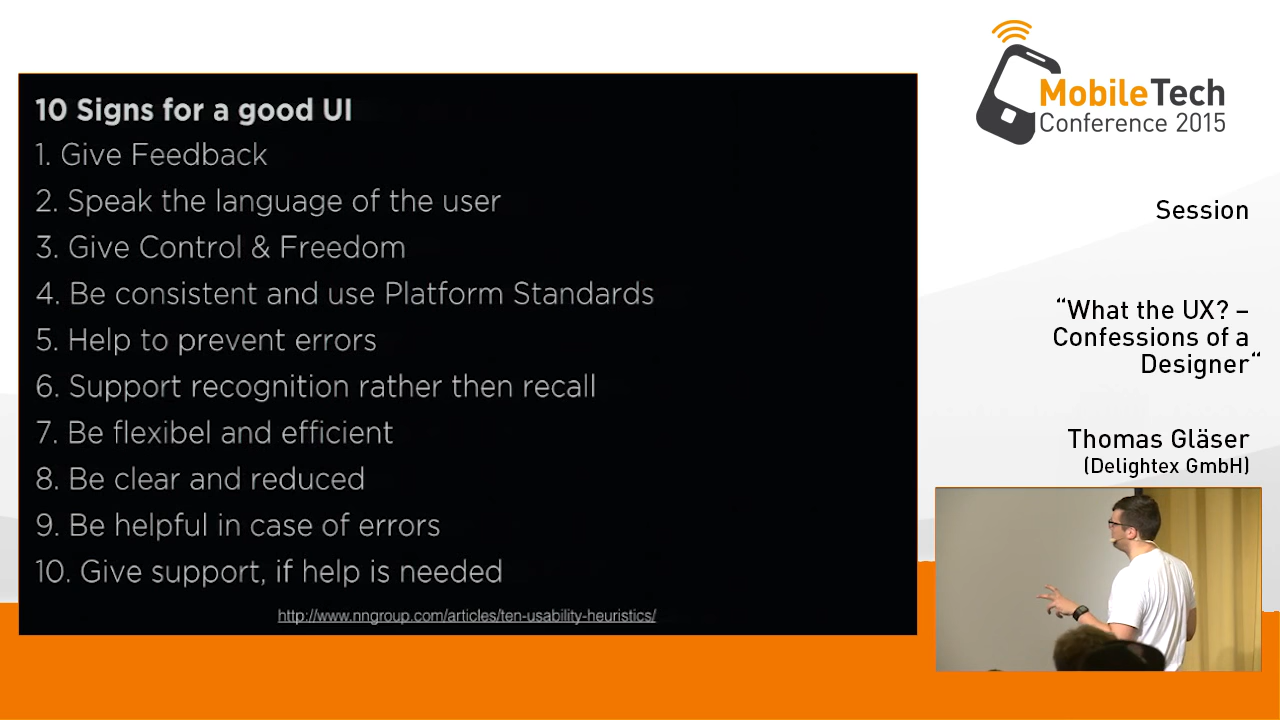 10 Signs for a good UI
1. Give Feedback
2. Speak the language of the user
3. Give Control & Freedom
4. Be consistent and use Platform Standards
5. Help to prevent errors
6. Support recognition rather then recall
7. Be flexibel and efficient
8. Be clear and reduced
9. Be helpful in case of errors
10. Give support, if help is needed
http://www.nngroup.com/articles/ten-usability-heuristics/
MobileTech
Conference 2015
Session
“What the UX? –
Confessions of a
Designer“
Thomas Gläser
(Delightex GmbH)